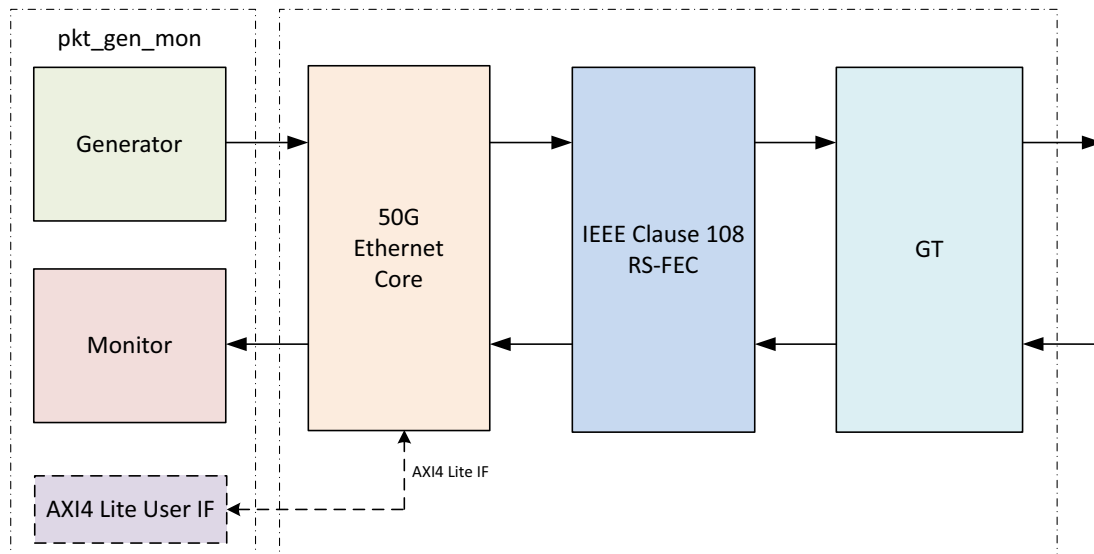 pkt_gen_mon
Generator
Monitor
AXI4 Lite User IF
50G
Ethernet
Core
AXI4 Lite IF
IEEE Clause 108
RS-FEC
GT